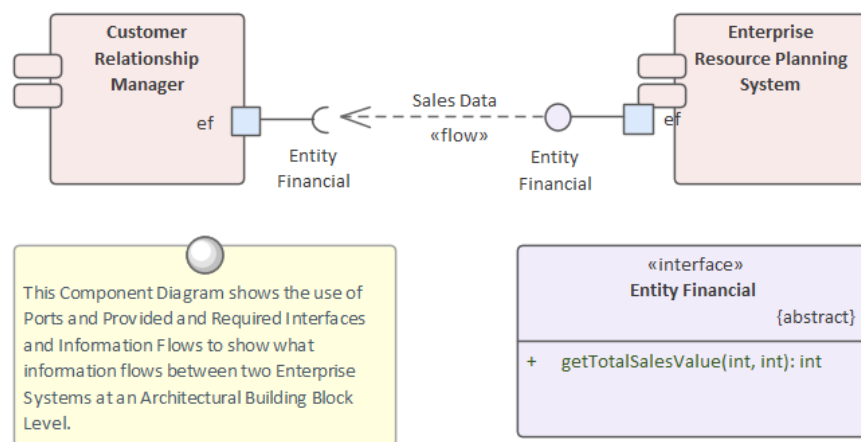 Customer
Relationship
Manager
ef
Entity
Financial
Sales Data
«flow»
Entity
Financial
Enterprise
Resource Planning
System
ef
This Component Diagram shows the use of
Ports and Provided and Required Interfaces
and Information Flows to show what
information flows between two Enterprise
Systems at an Architectural Building Block
Level.
«interface»
Entity Financial
{abstract}
+ getTotalSalesValue(int, int): int